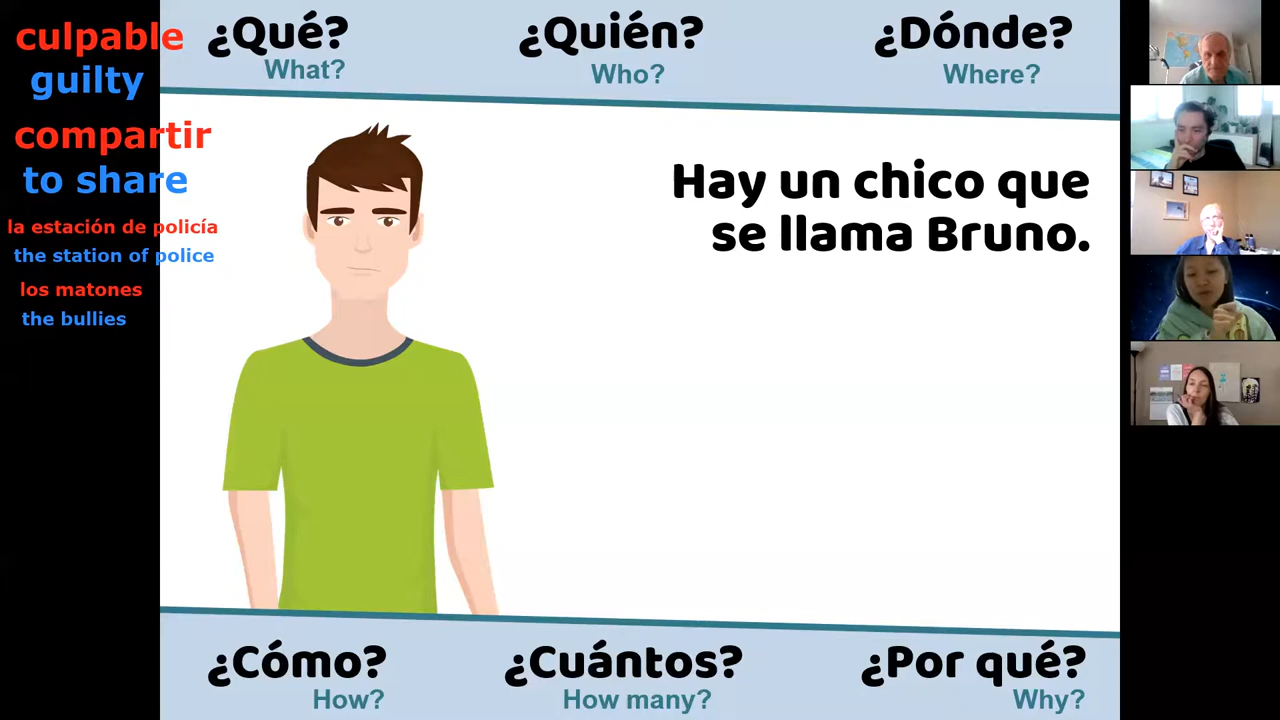 culpable
guilty
compartir
to share
la estación de policía
the station of police
los matones
the bullies
¿Qué?
What?
¿Quién?
Who?
¿Dónde?
Where?
Hay un chico que
se llama Bruno.
¿Cómo?
How?
¿Cuántos?
How many?
¿Por qué?
Why?